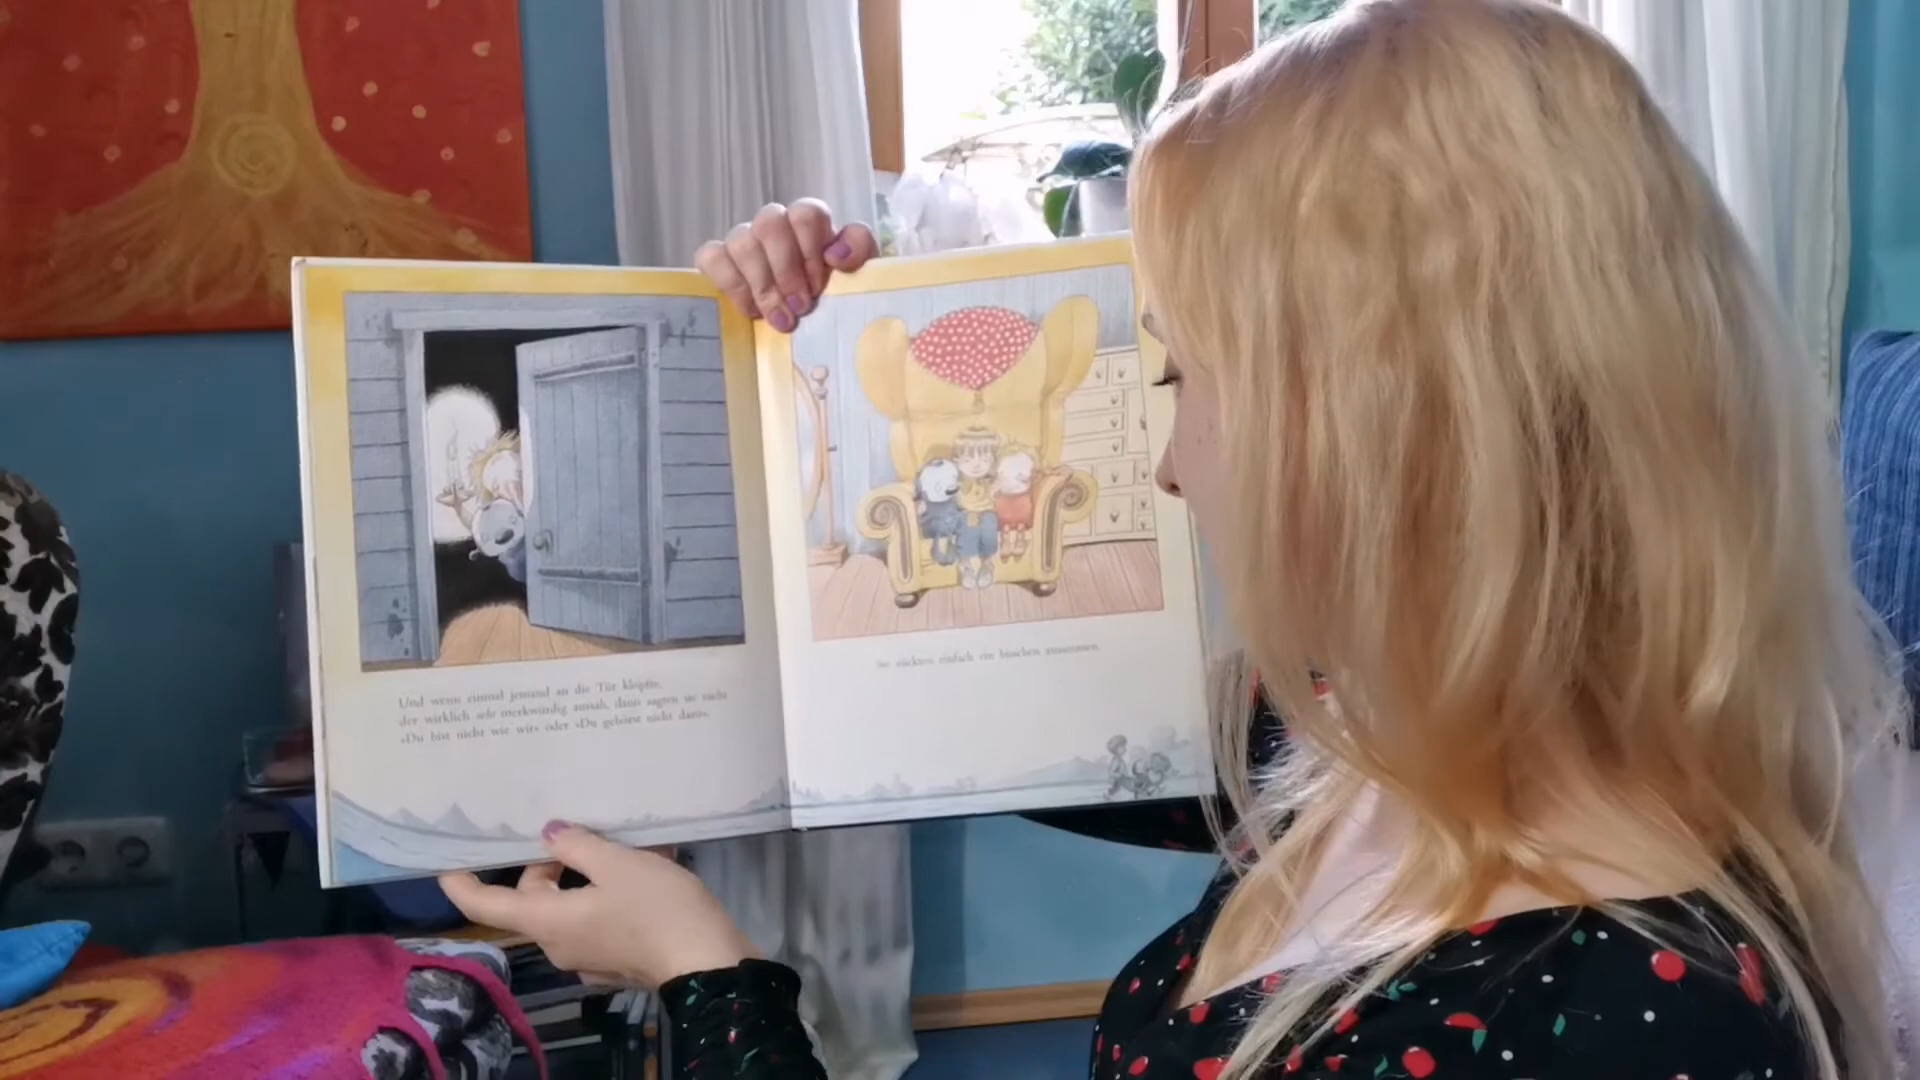 Und wenn einmal jemand an die Tür klopfte,
der wirklich sehr merkwürdig aussah, dann sagten sie nicht
»Du bist nicht wie wir« oder »Du gehörst nicht dazu«.
Sie rückten einfach ein bisschen zusammen.